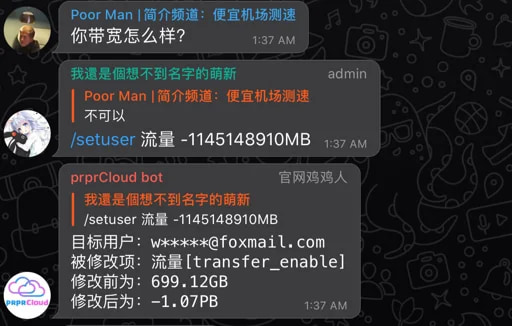 Poor Man |简介频道：便宜机场测速
你带宽怎么样？
1:37 AM
我還是個想不到名字的萌新 admin
Poor Man |简介频道：便宜机场测速
不可以
/setuser 流量 -1145148910MB
1:37 AM
prprCloud bot 官网鸡鸡人
我還是個想不到名字的萌新
/setuser 流量 -1145148910MB
目标用户：w*****@foxmail.com
被修改项：流量[transfer_enable]
修改前为：699.12GB
修改后为：-1.07PB
1:37 AM
PRPRCloud